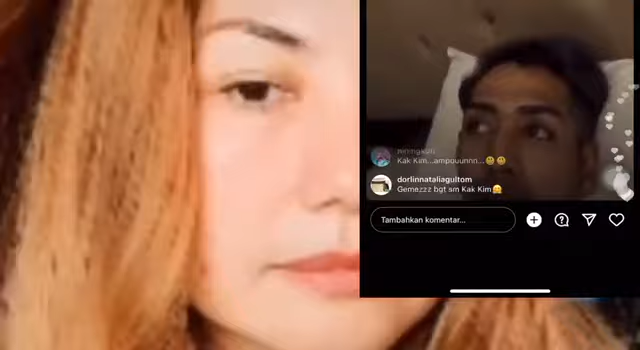 Kak Kim...ampouunnn...😀😀
dorlinnataliagultom
Gemezzz bgt sm Kak Kim🤗
Tambahkan komentar...